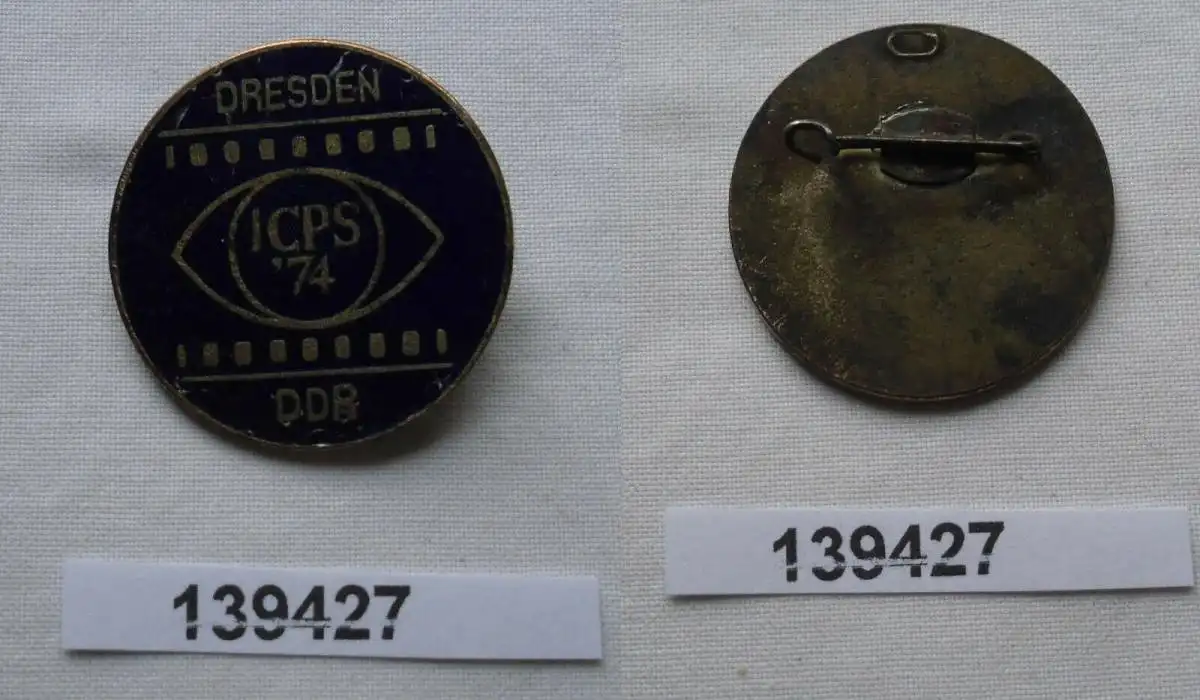 DRESDEN
ICPS
'74
DDR
139427
139427